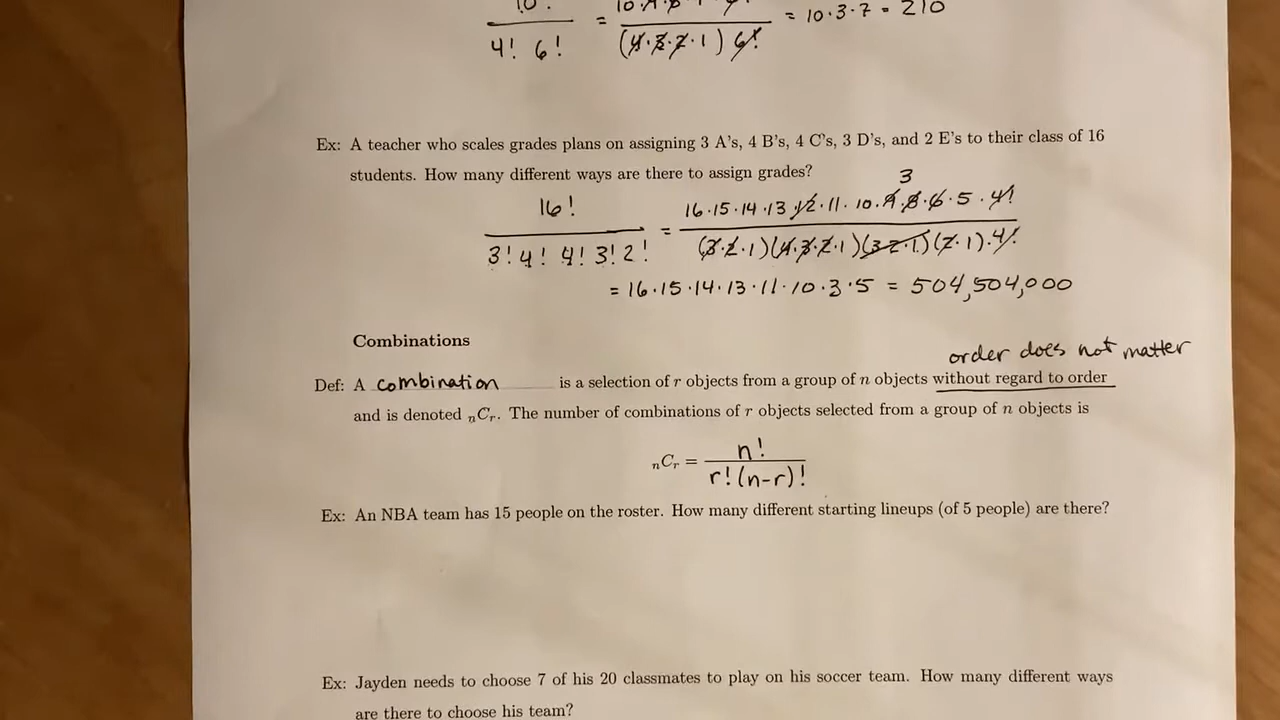 10! / 4! 6! = / (4·3·2·1) 6! = 10·3·7 = 210
Ex: A teacher who scales grades plans on assigning 3 A's, 4 B's, 4 C's, 3 D's, and 2 E's to their class of 16
students. How many different ways are there to assign grades?
3
16! / 3! 4! 4! 3! 2! = 16·15·14·13·12·11·10·9·8·6·5·4! / (3·2·1)(4·3·2·1)(3·2·1)(2·1)·4!
= 16·15·14·13·11·10·3·5 = 504,504,000
Combinations
order does not matter
Def: A combination is a selection of r objects from a group of n objects without regard to order
and is denoted nCr. The number of combinations of r objects selected from a group of n objects is
nCr = n! / r!(n-r)!
Ex: An NBA team has 15 people on the roster. How many different starting lineups (of 5 people) are there?
Ex: Jayden needs to choose 7 of his 20 classmates to play on his soccer team. How many different ways
are there to choose his team?